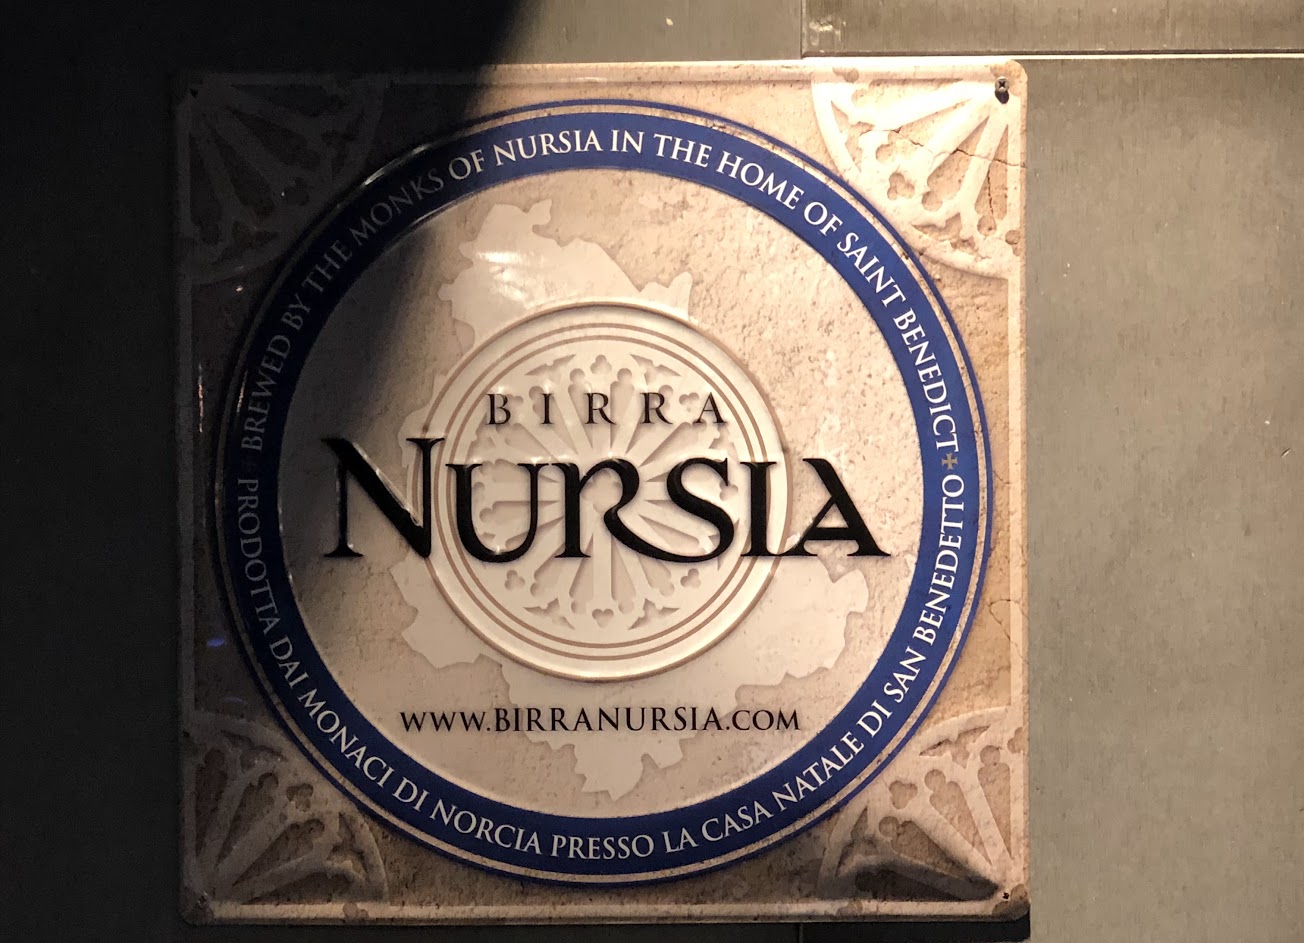 BREWED BY THE MONKS OF NURSIA IN THE HOME OF SAINT BENEDICT
BIRRA
NURSIA
WWW.BIRRANURSIA.COM
PRODOTTA DAI MONACI DI NORCIA PRESSO LA CASA NATALE DI SAN BENEDETTO